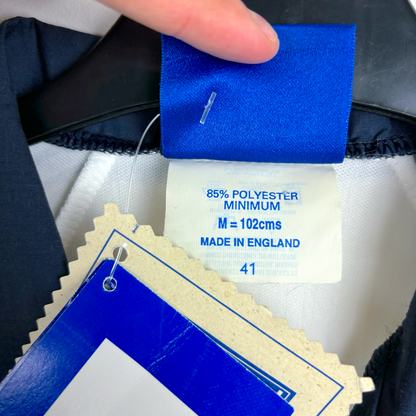 85% POLYESTER
MINIMUM
M = 102cms
MADE IN ENGLAND
41